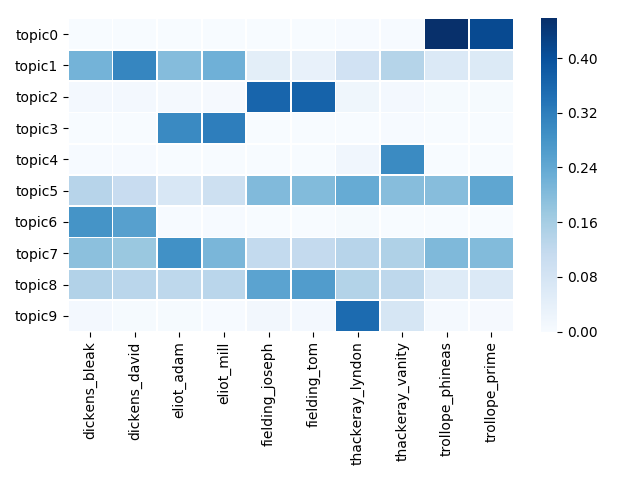 topic0
topic1
topic2
topic3
topic4
topic5
topic6
topic7
topic8
topic9
dickens_bleak
dickens_david
eliot_adam
eliot_mill
fielding_joseph
fielding_tom
thackeray_lyndon
thackeray_vanity
trollope_phineas
trollope_prime
0.40
0.32
0.24
0.16
0.08
0.00